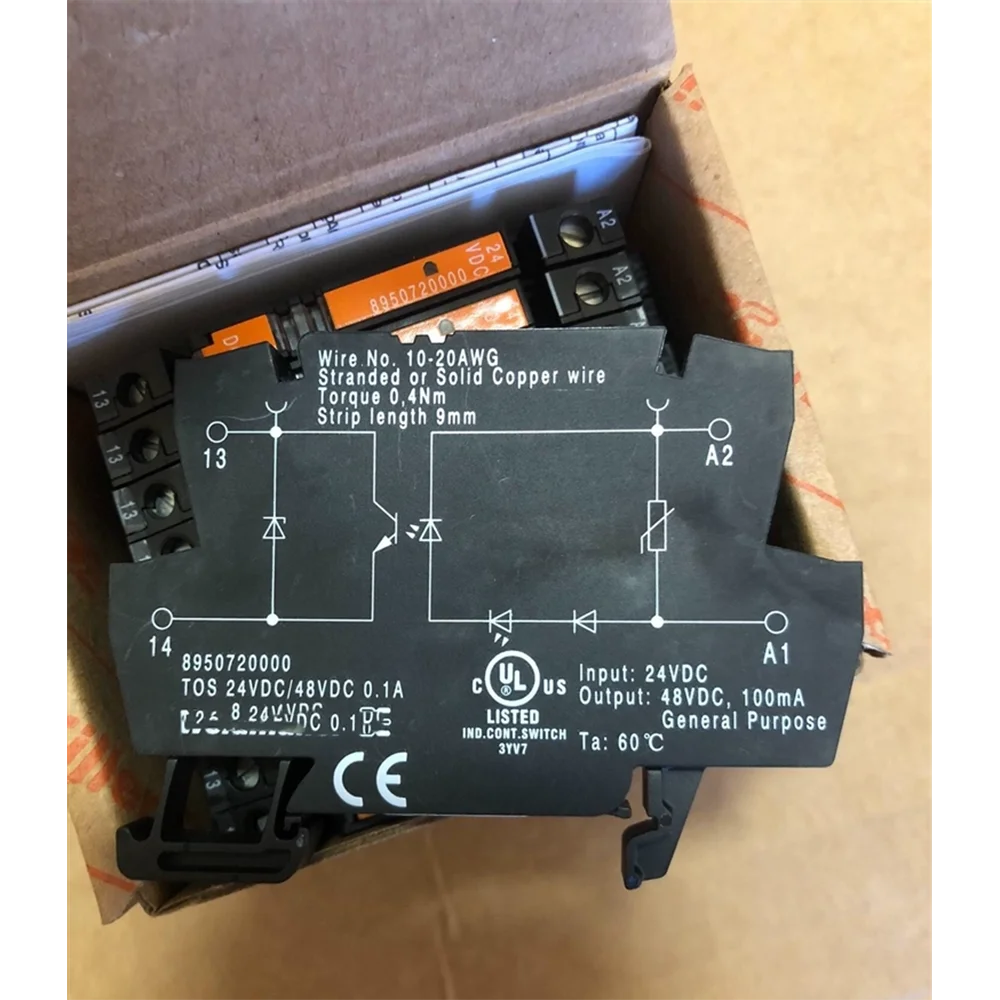 A2
24
VDC
8950720000
A2
D
13
13
13
Wire No. 10-20AWG
Stranded or Solid Copper wire
Torque 0,4Nm
Strip length 9mm
13
A2
14
A1
8950720000
TOS 24VDC/48VDC 0.1A
Input: 24VDC
Output: 48VDC, 100mA
General Purpose
Ta: 60℃
C UL US
LISTED
IND.CONT.SWITCH
3YV7
CE